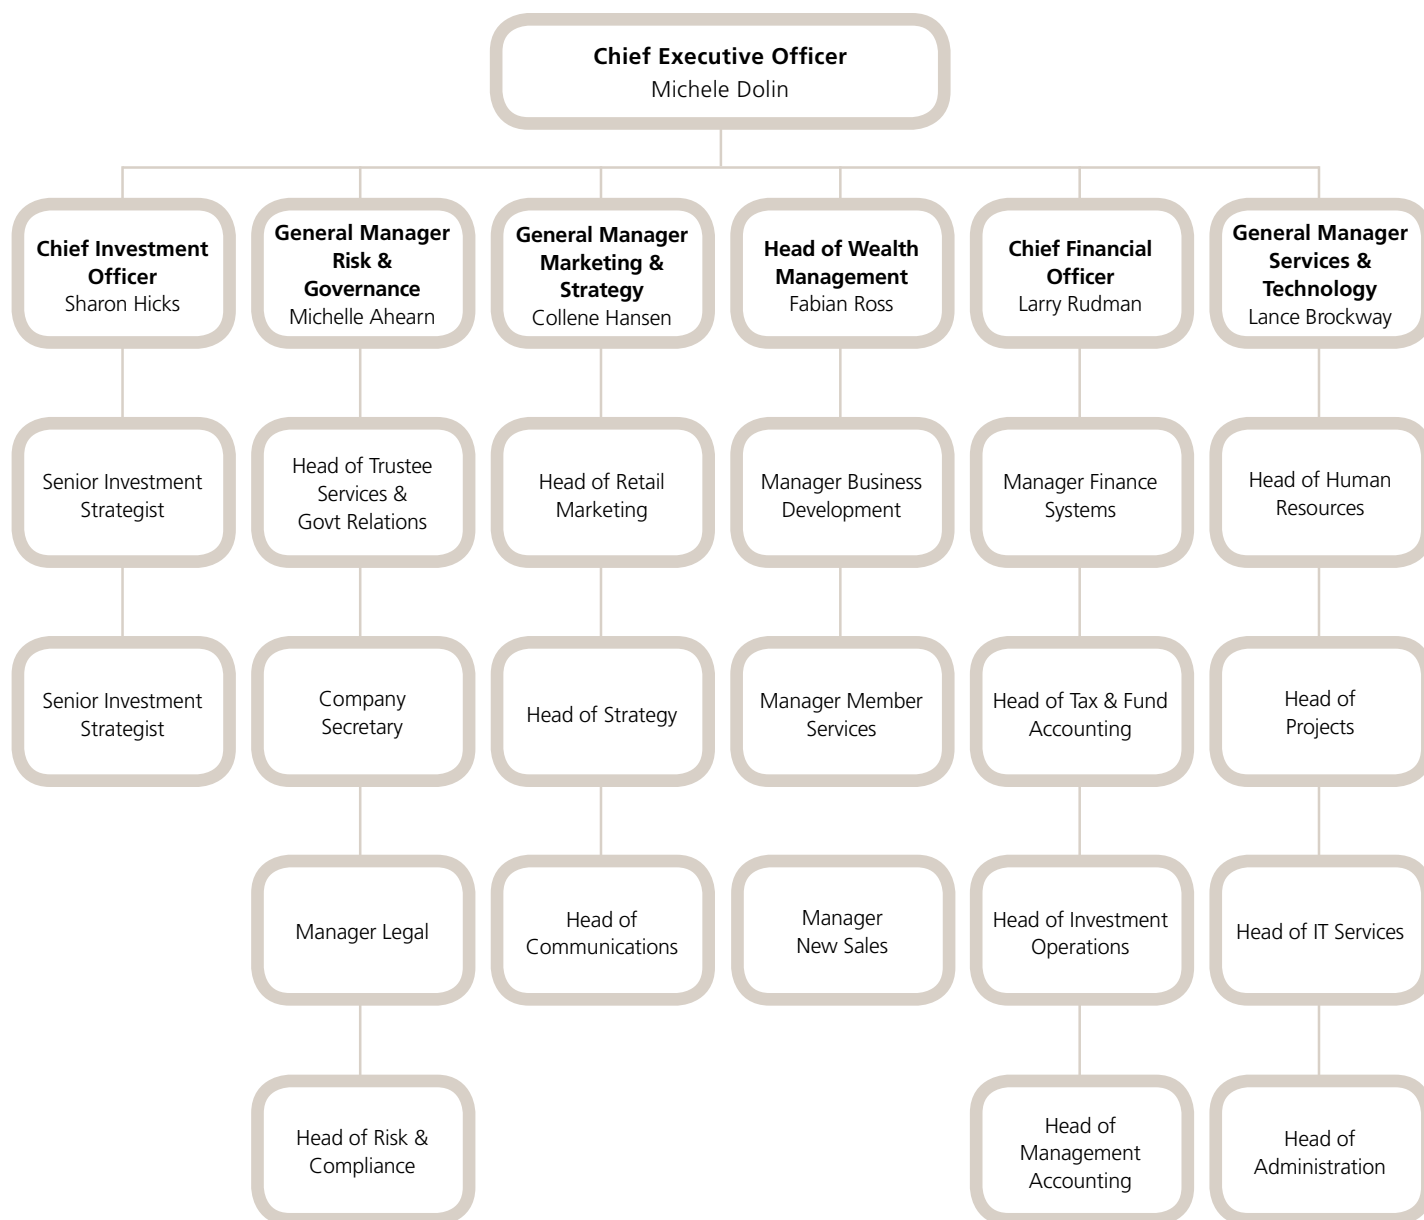 Chief Executive Officer
Michele Dolin
Chief Investment
Officer
Sharon Hicks
General Manager
Risk &
Governance
Michelle Ahearn
General Manager
Marketing &
Strategy
Collene Hansen
Head of Wealth
Management
Fabian Ross
Chief Financial
Officer
Larry Rudman
General Manager
Services &
Technology
Lance Brockway
Senior Investment
Strategist
Head of Trustee
Services &
Govt Relations
Head of Retail
Marketing
Manager Business
Development
Manager Finance
Systems
Head of Human
Resources
Senior Investment
Strategist
Company
Secretary
Head of Strategy
Manager Member
Services
Head of Tax & Fund
Accounting
Head of
Projects
Manager Legal
Head of
Communications
Manager
New Sales
Head of Investment
Operations
Head of IT Services
Head of Risk &
Compliance
Head of
Management
Accounting
Head of
Administration